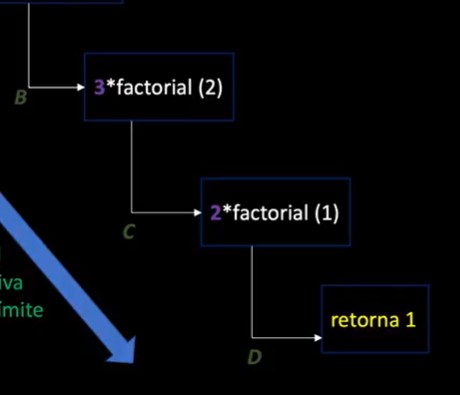 B
3*factorial (2)
C
2*factorial (1)
iva
ímite
retorna 1
D